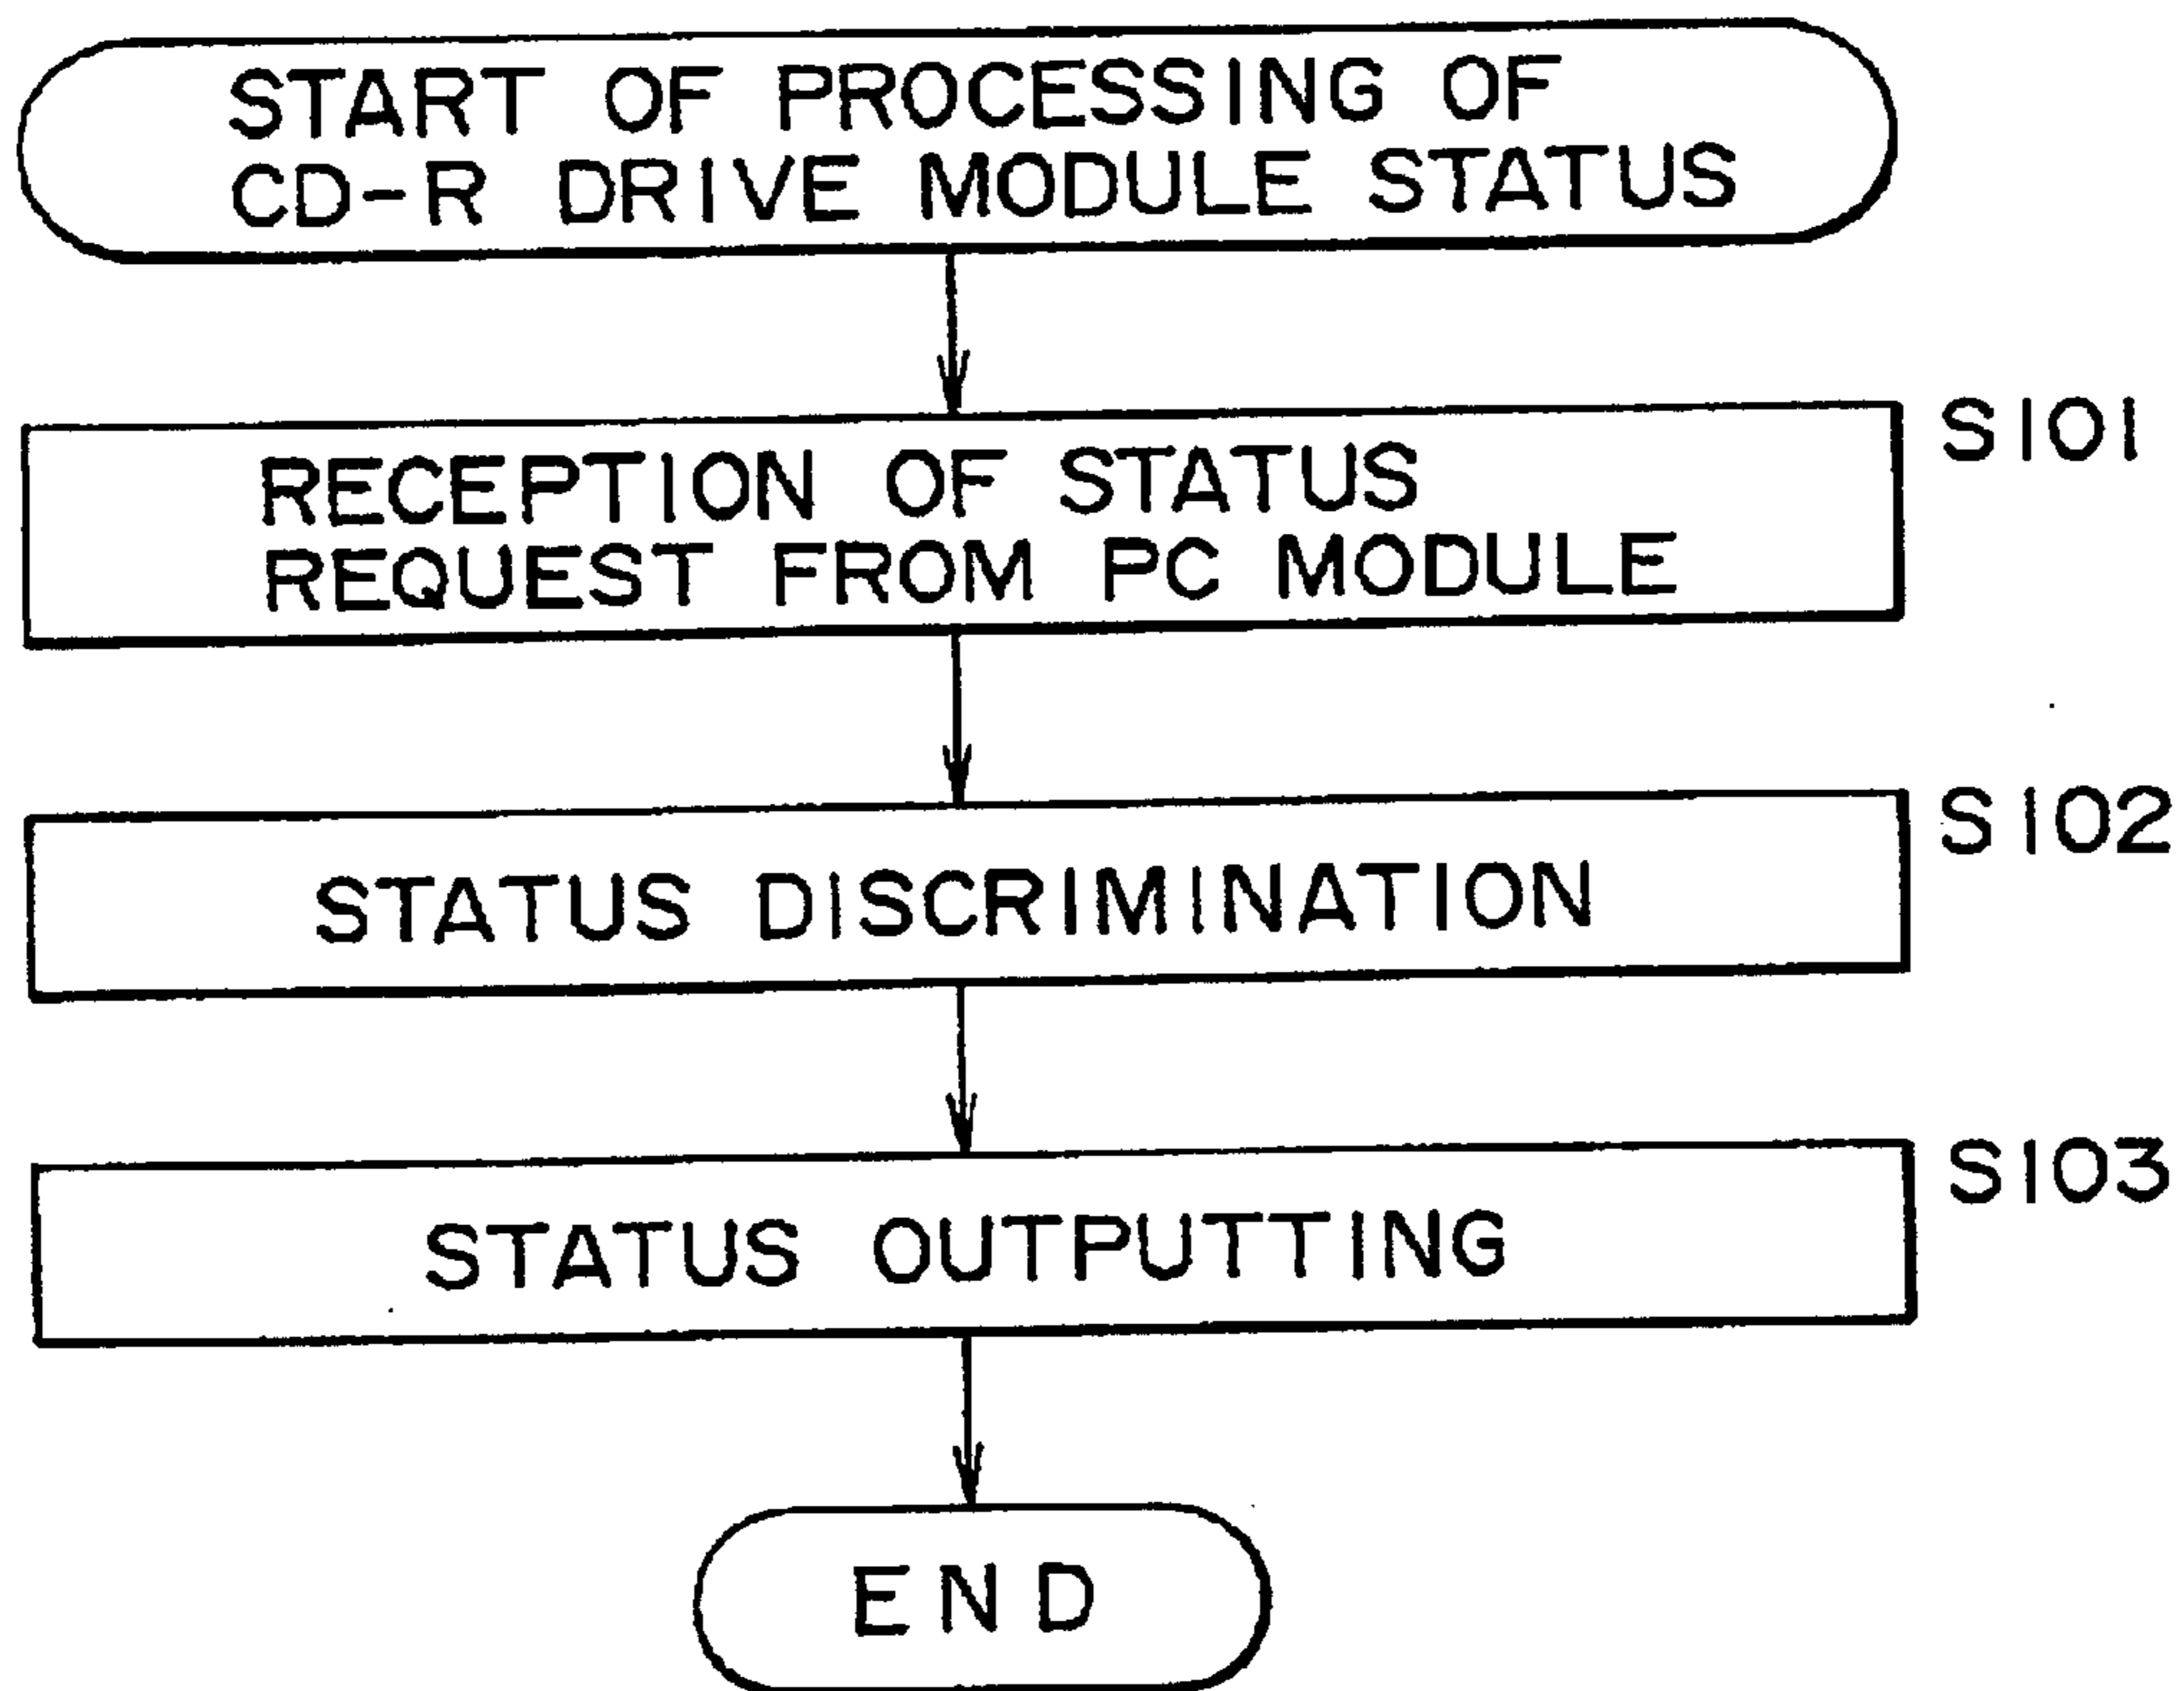 START OF PROCESSING OF
CD-R DRIVE MODULE STATUS
S101
RECEPTION OF STATUS
REQUEST FROM PC MODULE
S102
STATUS DISCRIMINATION
S103
STATUS OUTPUTTING
END